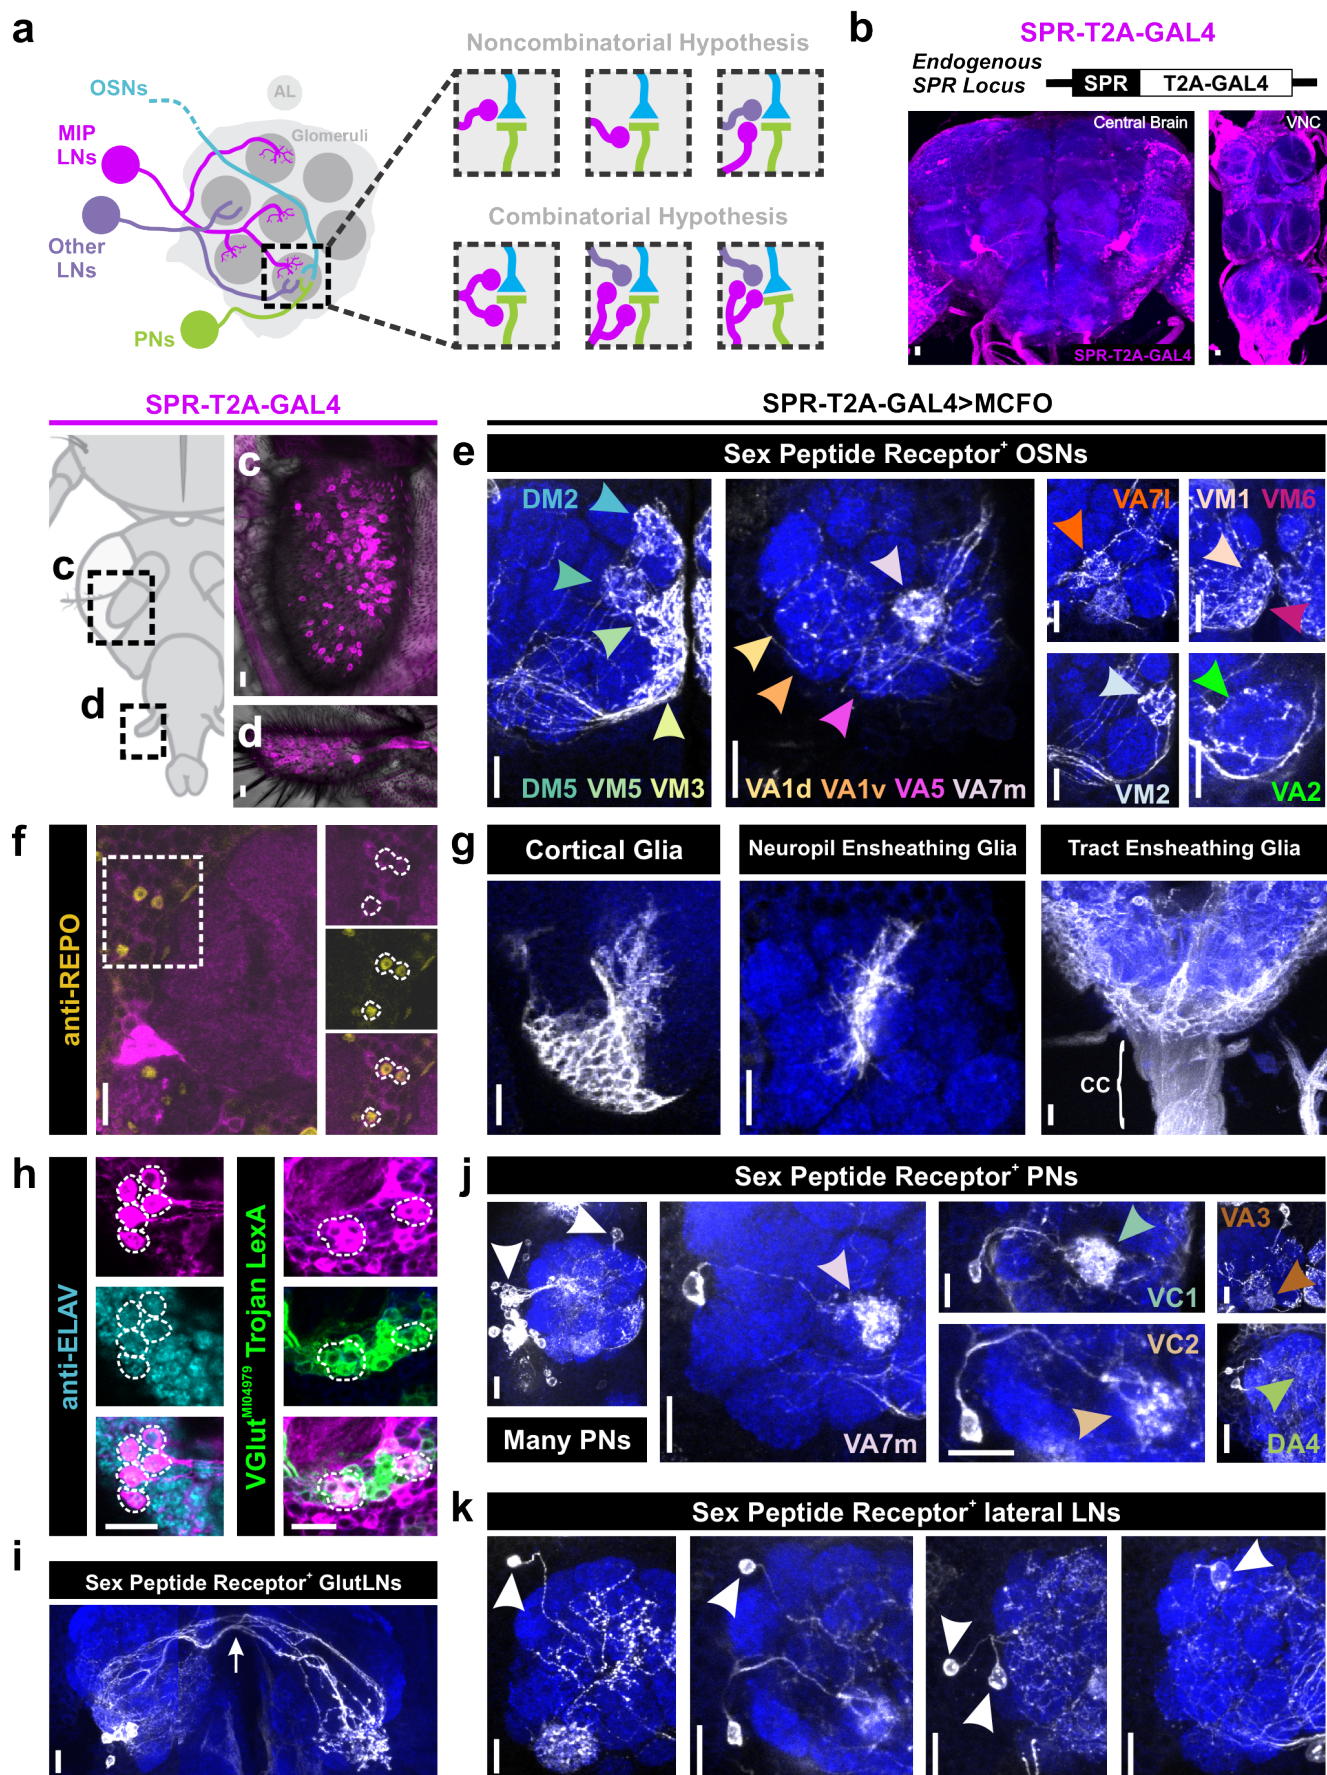 a
Noncombinatorial Hypothesis
OSNs
AL
Glomeruli
MIP
LNs
Other
LNs
PNs
Combinatorial Hypothesis
b
SPR-T2A-GAL4
Endogenous
SPR Locus
SPR
T2A-GAL4
Central Brain
VNC
SPR-T2A-GAL4
SPR-T2A-GAL4
c
d
c
d
SPR-T2A-GAL4>MCFO
e
Sex Peptide Receptor+ OSNs
DM2
DM5 VM5 VM3
VA1d VA1v VA5 VA7m
VA7l
VM1 VM6
VM2
VA2
f
anti-REPO
g
Cortical Glia
Neuropil Ensheathing Glia
Tract Ensheathing Glia
CC
h
anti-ELAV
VGlutMI04979 Trojan LexA
i
Sex Peptide Receptor+ GlutLNs
j
Sex Peptide Receptor+ PNs
Many PNs
VA7m
VC1
VC2
VA3
DA4
k
Sex Peptide Receptor+ lateral LNs